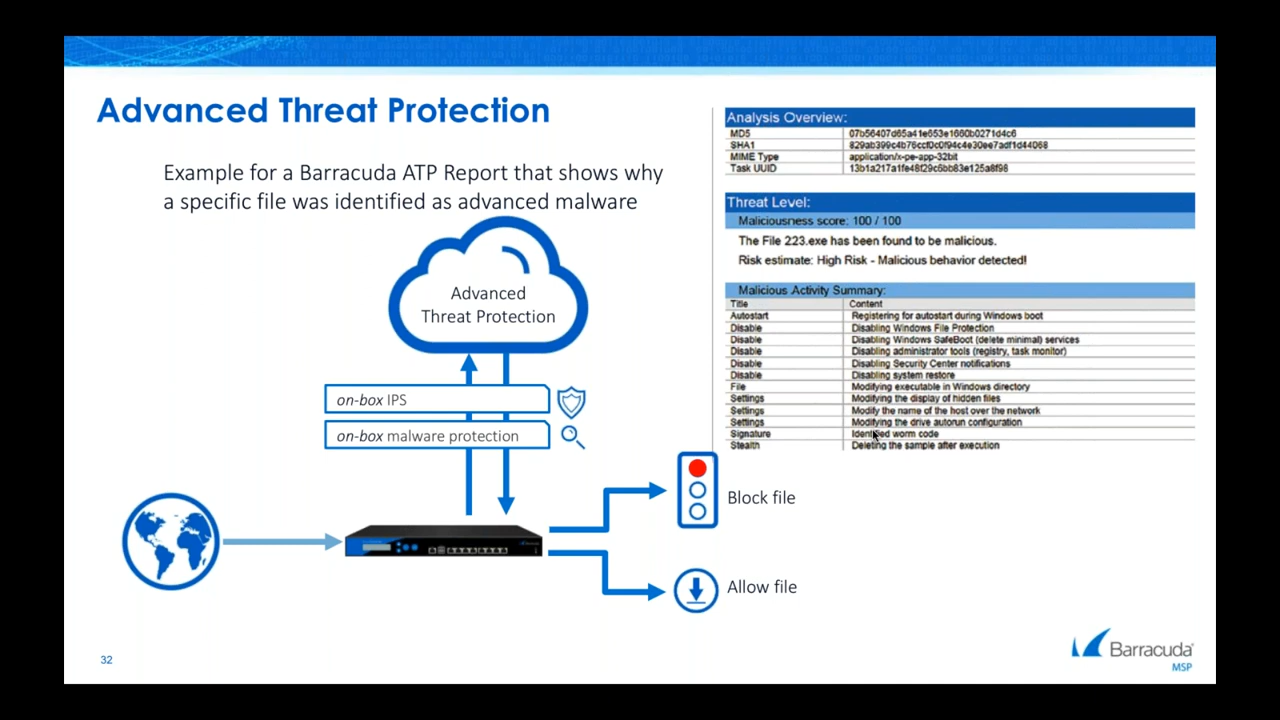 Advanced Threat Protection
Example for a Barracuda ATP Report that shows why
a specific file was identified as advanced malware
Advanced
Threat Protection
on-box IPS
on-box malware protection
Block file
Allow file
Analysis Overview:
MD5 07b56407d65a41e653e1660b0271d4c6
SHA1 829ab399c4b76ccf0c0f94c4e30ee7adf1d44068
MIME Type application/x-pe-app-32bit
Task UUID 13b1a217a1fe48f29c6bb83e125a8f98
Threat Level:
Maliciousness score: 100 / 100
The File 223.exe has been found to be malicious.
Risk estimate: High Risk - Malicious behavior detected!
Malicious Activity Summary:
Title Content
Autostart Registering for autostart during Windows boot
Disable Disabling Windows File Protection
Disable Disabling Windows SafeBoot (delete minimal) services
Disable Disabling administrator tools (registry, task monitor)
Disable Disabling Security Center notifications
Disable Disabling system restore
File Modifying executable in Windows directory
Settings Modifying the display of hidden files
Settings Modify the name of the host over the network
Settings Modifying the drive autorun configuration
Signature Identified worm code
Stealth Deleting the sample after execution
32
Barracuda
MSP